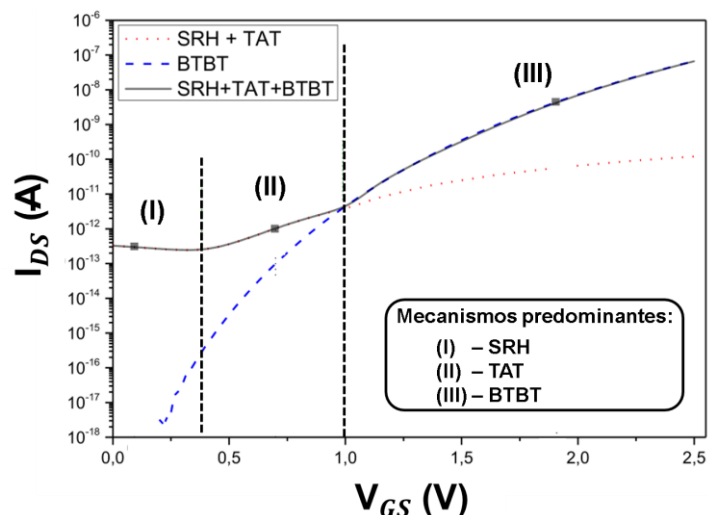 10⁻⁶
10⁻⁷
10⁻⁸
10⁻⁹
10⁻¹⁰
10⁻¹¹
10⁻¹²
10⁻¹³
10⁻¹⁴
10⁻¹⁵
10⁻¹⁶
10⁻¹⁷
10⁻¹⁸
I_DS (A)
SRH + TAT
BTBT
SRH+TAT+BTBT
(I)
(II)
(III)
Mecanismos predominantes:
(I) – SRH
(II) – TAT
(III) – BTBT
0,0 0,5 1,0 1,5 2,0 2,5
V_GS (V)